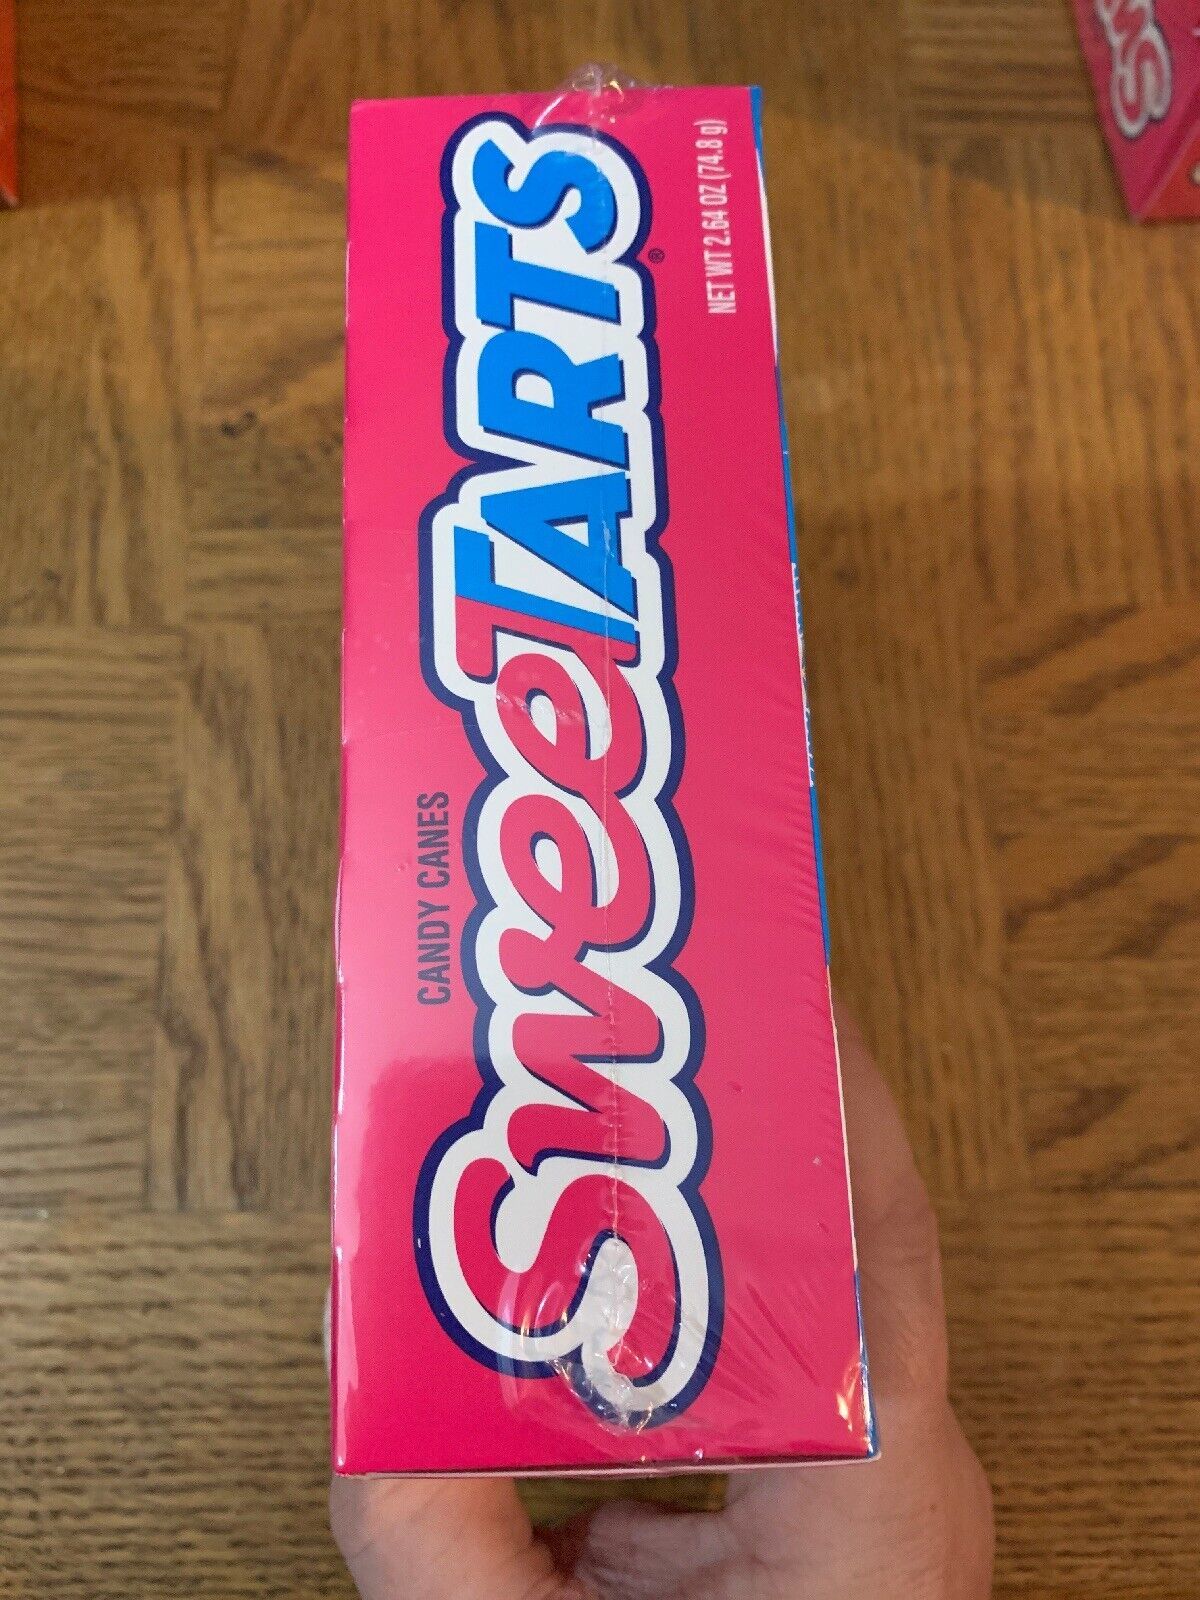 CANDY CANES
SweeTARTS®
NET WT 2.64 OZ (74.8 g)